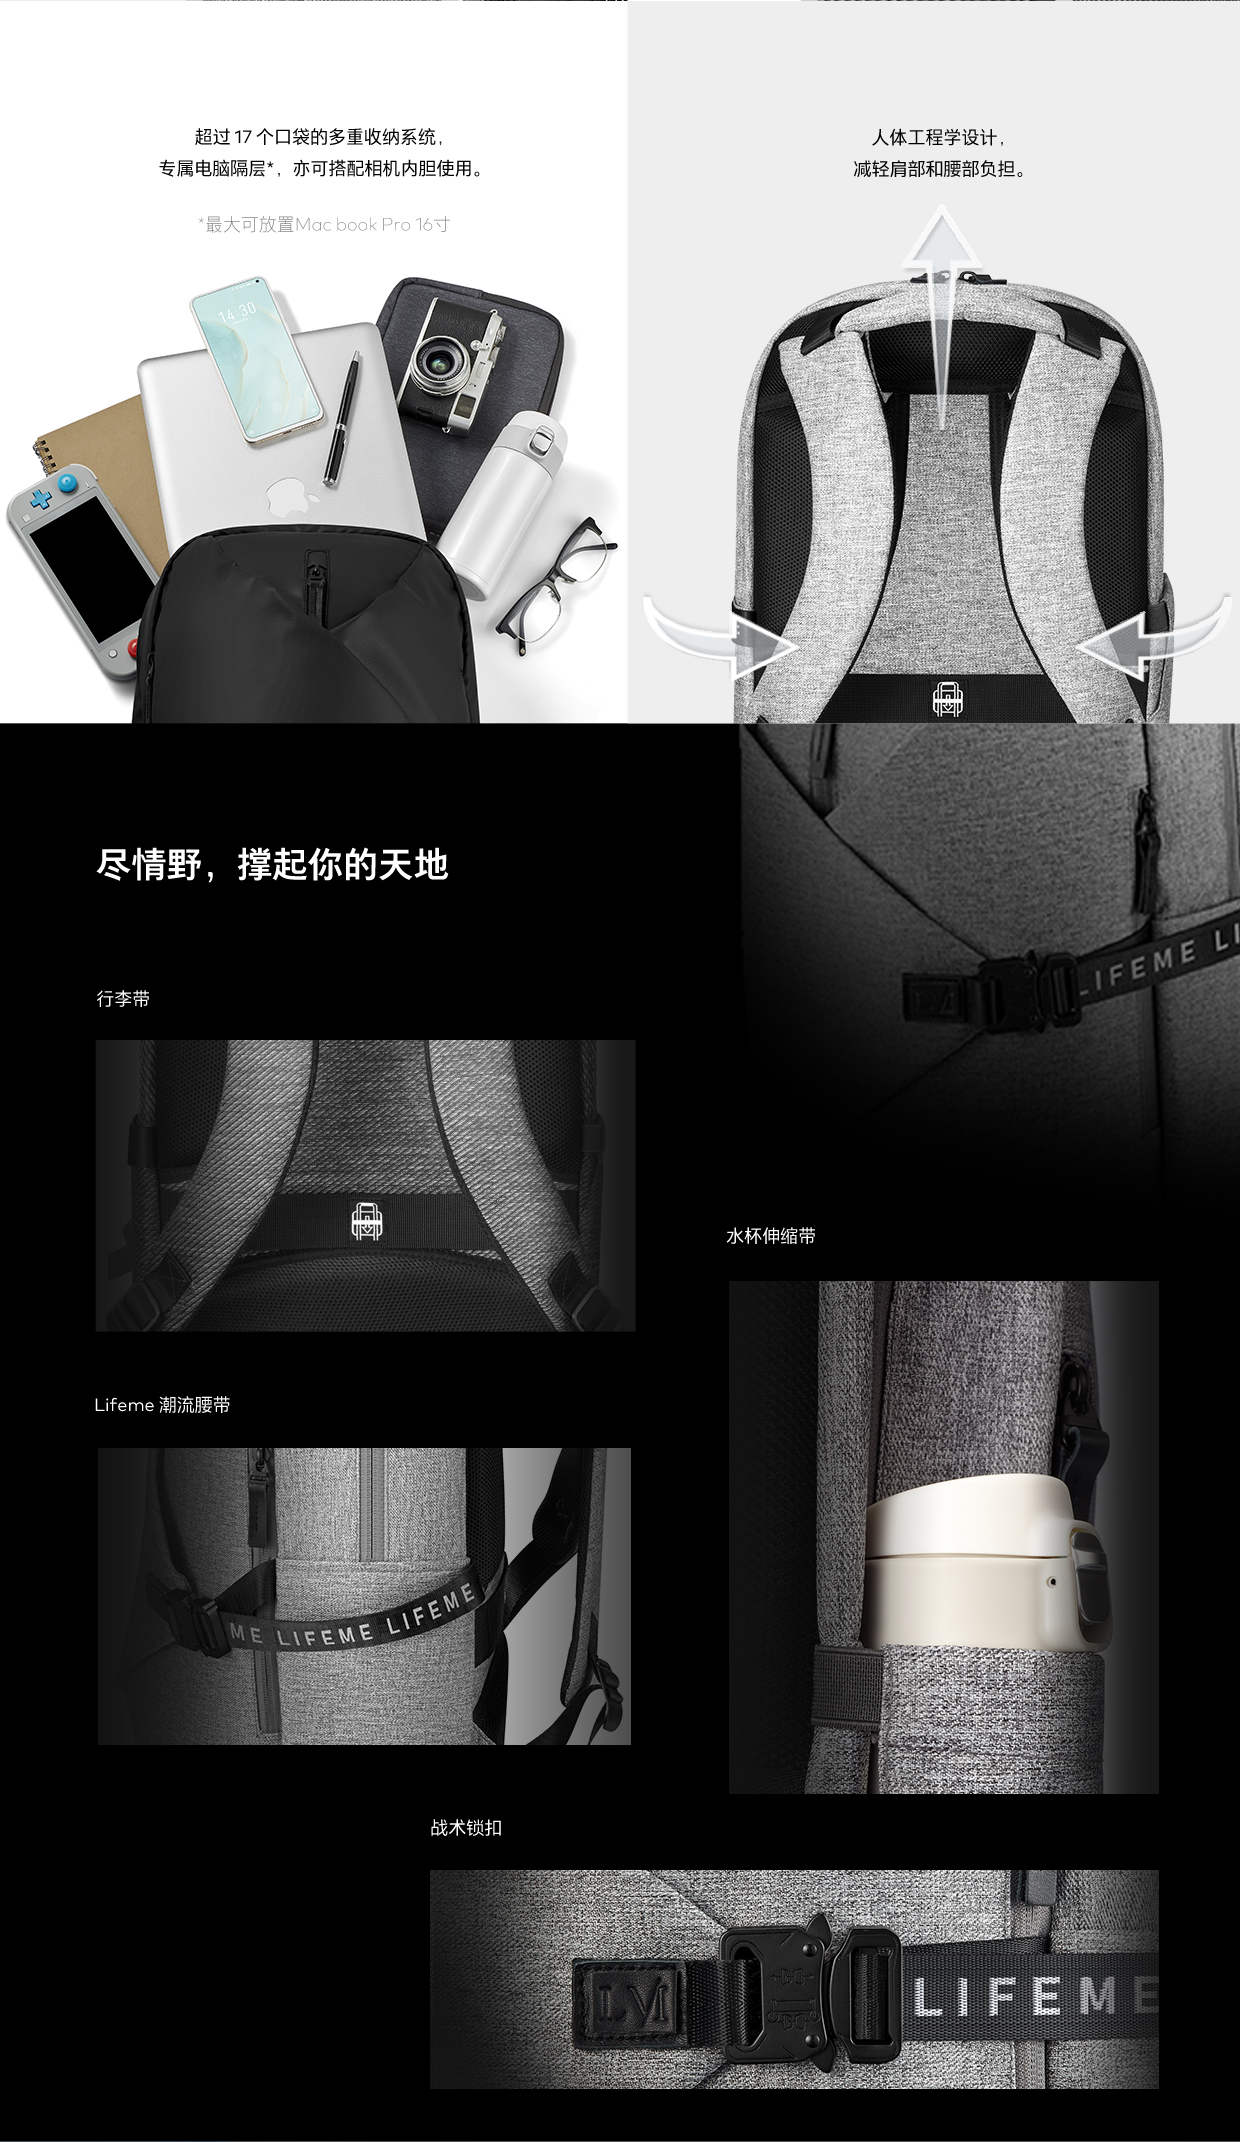 超过 17 个口袋的多重收纳系统，
专属电脑隔层*，亦可搭配相机内胆使用。
*最大可放置Mac book Pro 16寸
14:30
人体工程学设计，
减轻肩部和腰部负担。
尽情野，撑起你的天地
LIFEME LI
行李带
水杯伸缩带
Lifeme 潮流腰带
ME LIFEME LIFEME
战术锁扣
LM
LIFEME